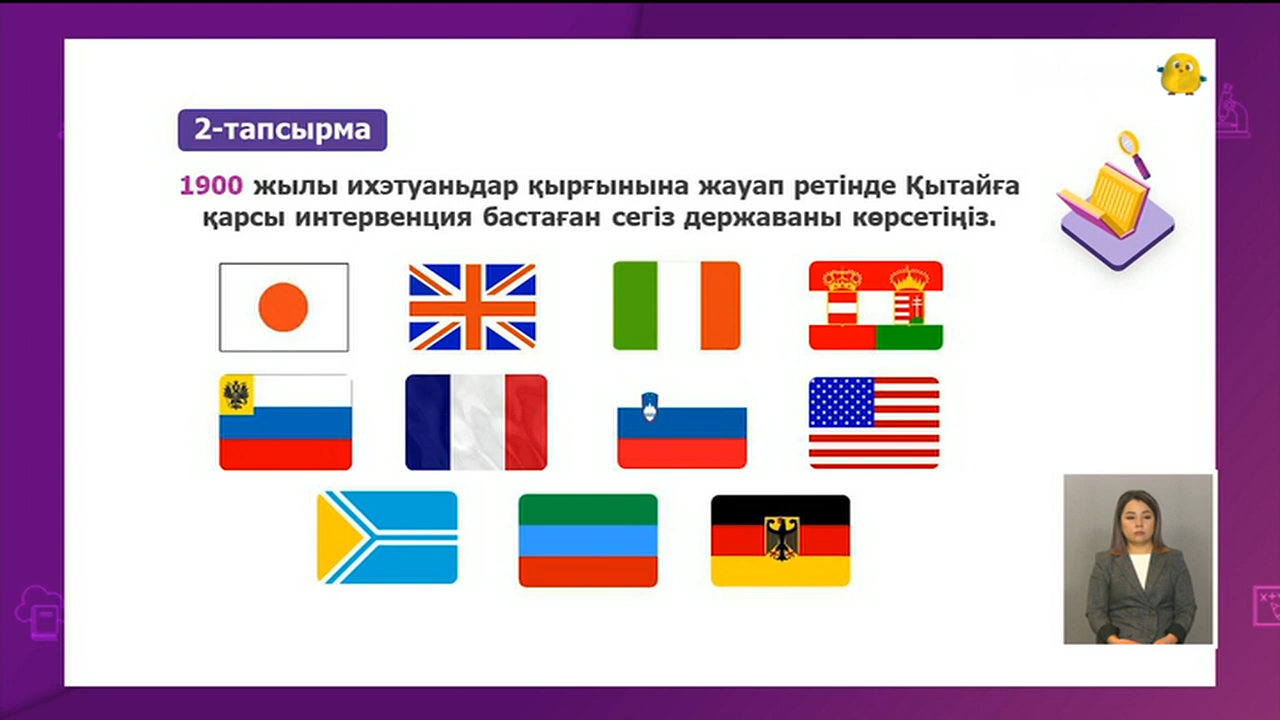 2-тапсырма
1900 жылы ихэтуаньдар қырғынына жауап ретінде Қытайға
қарсы интервенция бастаған сегіз державаны көрсетіңіз.